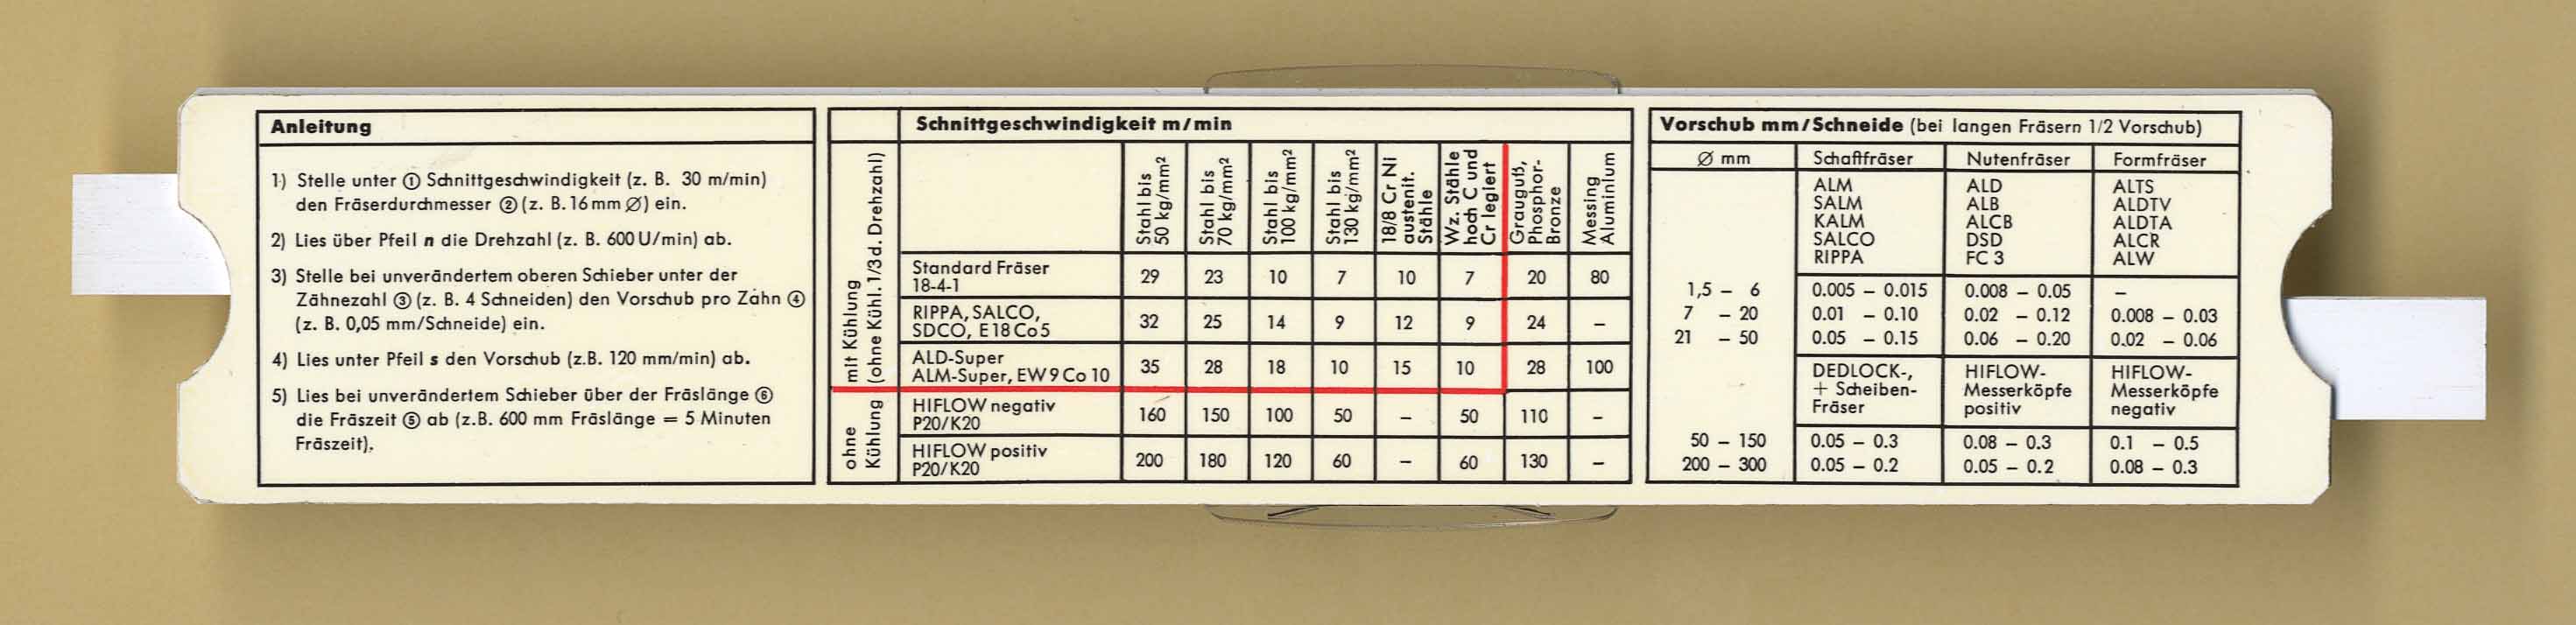 Anleitung
1) Stelle unter ① Schnittgeschwindigkeit (z. B. 30 m/min)
den Fräserdurchmesser ② (z. B. 16 mm Ø) ein.
2) Lies über Pfeil n die Drehzahl (z. B. 600 U/min) ab.
3) Stelle bei unverändertem oberen Schieber unter der
Zähnezahl ③ (z. B. 4 Schneiden) den Vorschub pro Zahn ④
(z. B. 0,05 mm/Schneide) ein.
4) Lies unter Pfeil s den Vorschub (z.B. 120 mm/min) ab.
5) Lies bei unverändertem Schieber über der Fräslänge ⑥
die Fräszeit ⑤ ab (z.B. 600 mm Fräslänge = 5 Minuten
Fräszeit).
Schnittgeschwindigkeit m/min
mit Kühlung
(ohne Kühl. 1/3 d. Drehzahl)
Stahl bis
50 kg/mm²
Stahl bis
70 kg/mm²
Stahl bis
100 kg/mm²
Stahl bis
130 kg/mm²
18/8 Cr NI
austenit.
Stähle
Wz. Stähle
hoch C und
Cr legiert
Grauguß,
Phosphor-
Bronze
Messing
Aluminium
Standard Fräser
18-4-1
29 23 10 7 10 7 20 80
RIPPA, SALCO,
SDCO, E 18 Co 5
32 25 14 9 12 9 24 –
ALD-Super
ALM-Super, EW 9 Co 10
35 28 18 10 15 10 28 100
ohne
Kühlung
HIFLOW negativ
P20/K20
160 150 100 50 – 50 110 –
HIFLOW positiv
P20/K20
200 180 120 60 – 60 130 –
Vorschub mm/Schneide (bei langen Fräsern 1/2 Vorschub)
Ø mm Schaftfräser Nutenfräser Formfräser
ALM ALD ALTS
SALM ALB ALDTV
KALM ALCB ALDTA
SALCO DSD ALCR
RIPPA FC 3 ALW
1,5 – 6 0.005 – 0.015 0.008 – 0.05 –
7 – 20 0.01 – 0.10 0.02 – 0.12 0.008 – 0.03
21 – 50 0.05 – 0.15 0.06 – 0.20 0.02 – 0.06
DEDLOCK-, HIFLOW- HIFLOW-
+ Scheiben- Messerköpfe Messerköpfe
Fräser positiv negativ
50 – 150 0.05 – 0.3 0.08 – 0.3 0.1 – 0.5
200 – 300 0.05 – 0.2 0.05 – 0.2 0.08 – 0.3